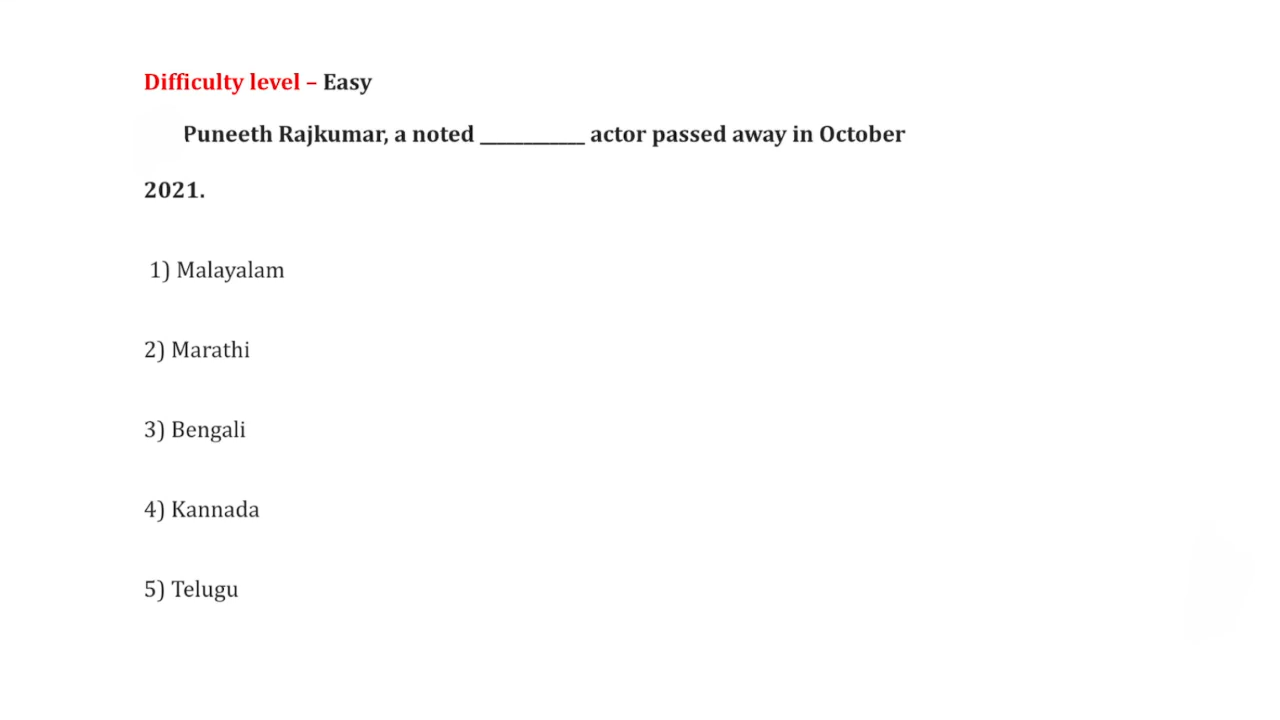 Difficulty level – Easy
Puneeth Rajkumar, a noted __________ actor passed away in October
2021.
1) Malayalam
2) Marathi
3) Bengali
4) Kannada
5) Telugu